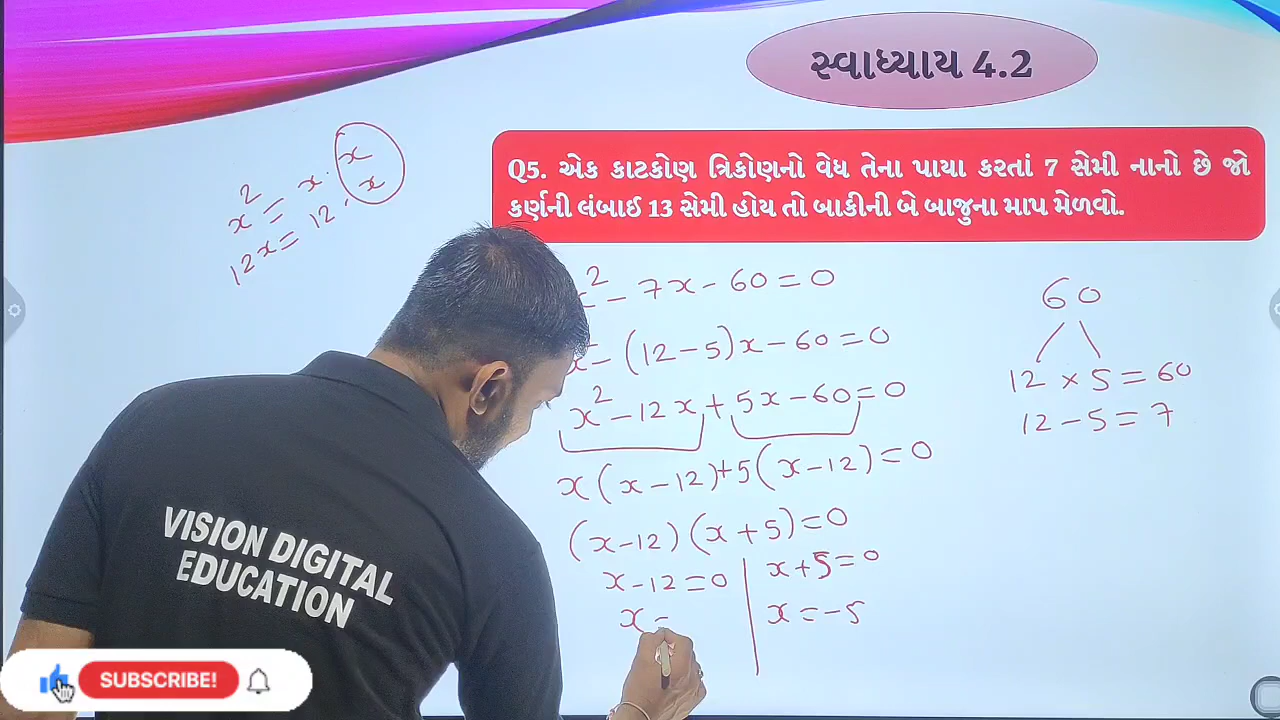 સ્વાધ્યાય 4.2
Q5. એક કાટકોણ ત્રિકોણનો વેધ તેના પાયા કરતાં 7 સેમી નાનો છે જો
કર્ણની લંબાઈ 13 સેમી હોય તો બાકીની બે બાજુના માપ મેળવો.
x² = x · x
12x = 12 · x
x² - 7x - 60 = 0
- (12 - 5)x - 60 = 0
x² - 12x + 5x - 60 = 0
x(x - 12) + 5(x - 12) = 0
(x - 12) (x + 5) = 0
x - 12 = 0
x =
x + 5 = 0
x = -5
60
12 × 5 = 60
12 - 5 = 7
VISION DIGITAL
EDUCATION
SUBSCRIBE!